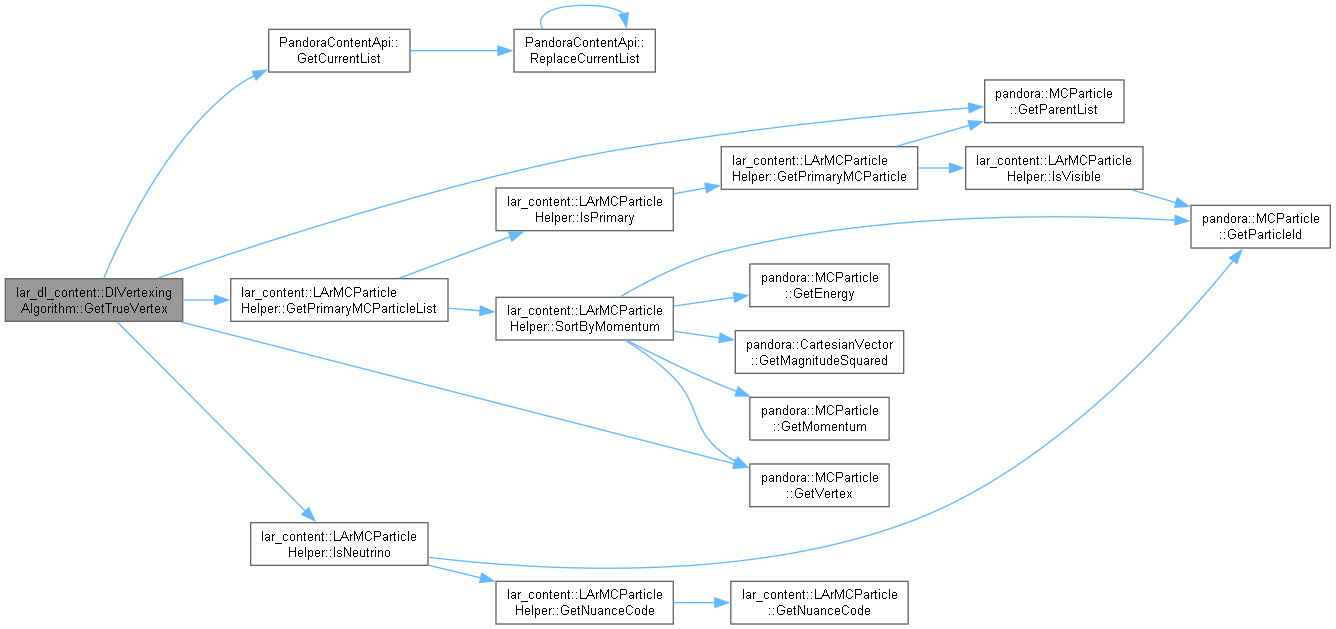 PandoraContentApi::
GetCurrentList
PandoraContentApi::
ReplaceCurrentList
pandora::MCParticle
::GetParentList
lar_content::LArMCParticle
Helper::GetPrimaryMCParticle
lar_content::LArMCParticle
Helper::IsVisible
lar_content::LArMCParticle
Helper::IsPrimary
pandora::MCParticle
::GetParticleId
lar_dl_content::DlVertexing
Algorithm::GetTrueVertex
lar_content::LArMCParticle
Helper::GetPrimaryMCParticleList
lar_content::LArMCParticle
Helper::SortByMomentum
pandora::MCParticle
::GetEnergy
pandora::CartesianVector
::GetMagnitudeSquared
pandora::MCParticle
::GetMomentum
pandora::MCParticle
::GetVertex
lar_content::LArMCParticle
Helper::IsNeutrino
lar_content::LArMCParticle
Helper::GetNuanceCode
lar_content::LArMCParticle
::GetNuanceCode